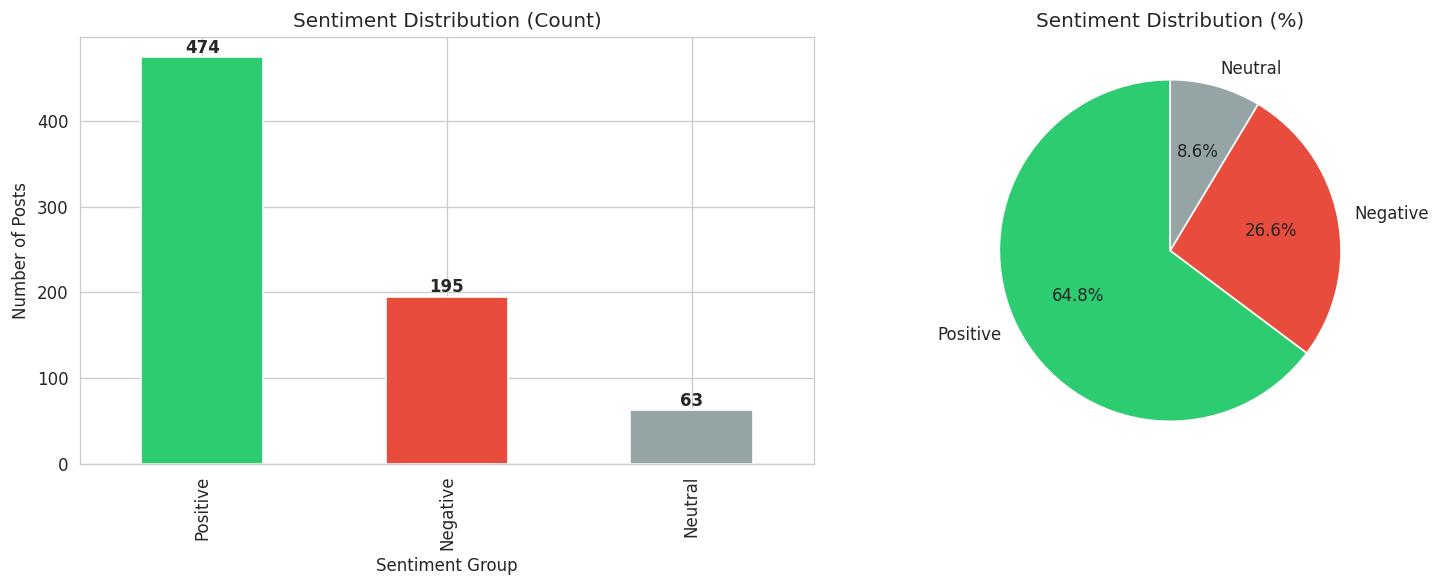 Sentiment Distribution (Count)
474
195
63
400
300
200
100
0
Number of Posts
Positive
Negative
Neutral
Sentiment Group
Sentiment Distribution (%)
Neutral
8.6%
Negative
26.6%
64.8%
Positive